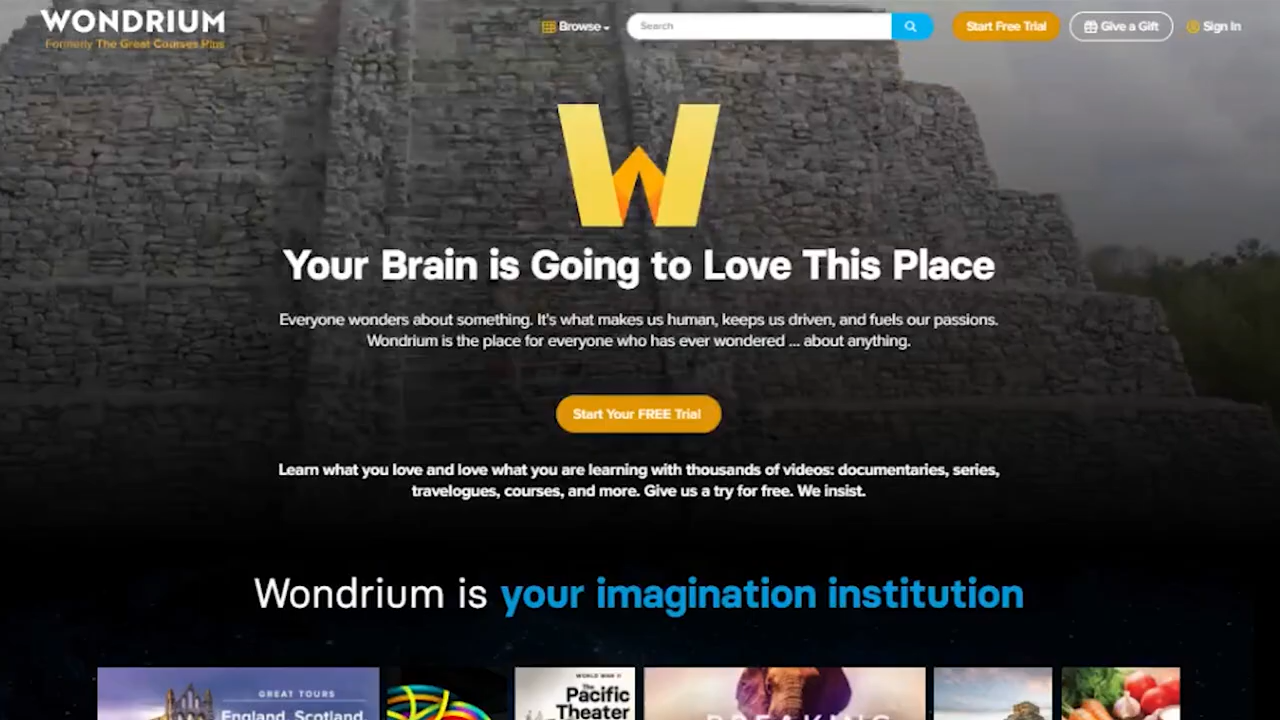 WONDRIUM
Formerly The Great Courses Plus
Browse
Search
Start Free Trial
Give a Gift
Sign In
Your Brain is Going to Love This Place
Everyone wonders about something. It's what makes us human, keeps us driven, and fuels our passions.
Wondrium is the place for everyone who has ever wondered ... about anything.
Start Your FREE Trial
Learn what you love and love what you are learning with thousands of videos: documentaries, series,
travelogues, courses, and more. Give us a try for free. We insist.
Wondrium is your imagination institution
GREAT TOURS
England, Scotland
WORLD WAR II
The
Pacific
Theater
BREAKING